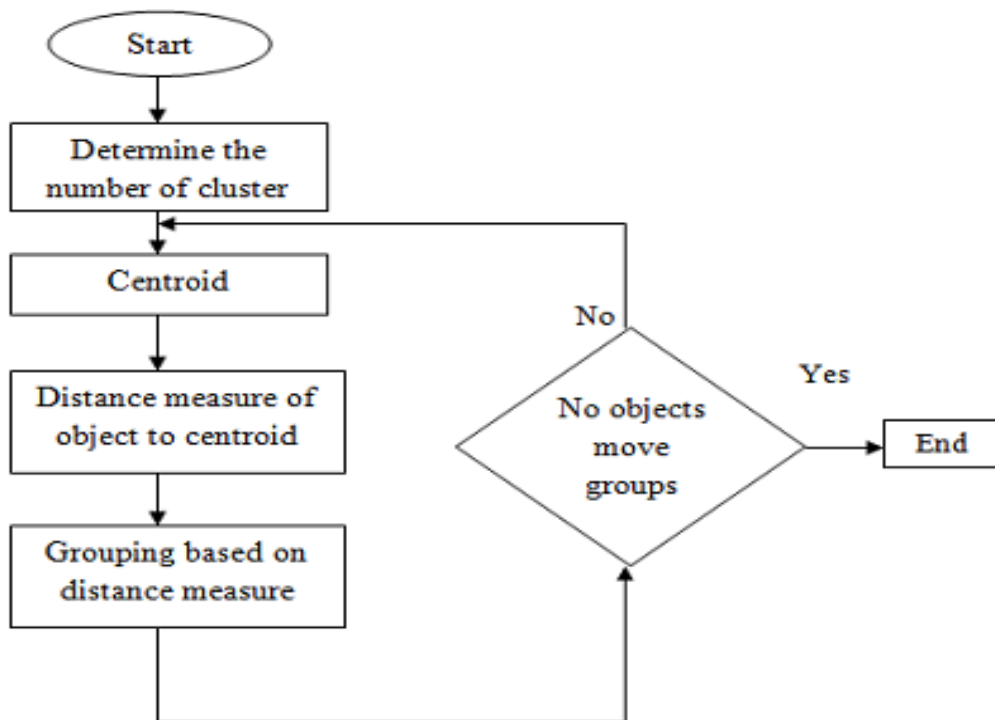 Start
Determine the
number of cluster
Centroid
Distance measure of
object to centroid
Grouping based on
distance measure
No
No objects
move
groups
Yes
End